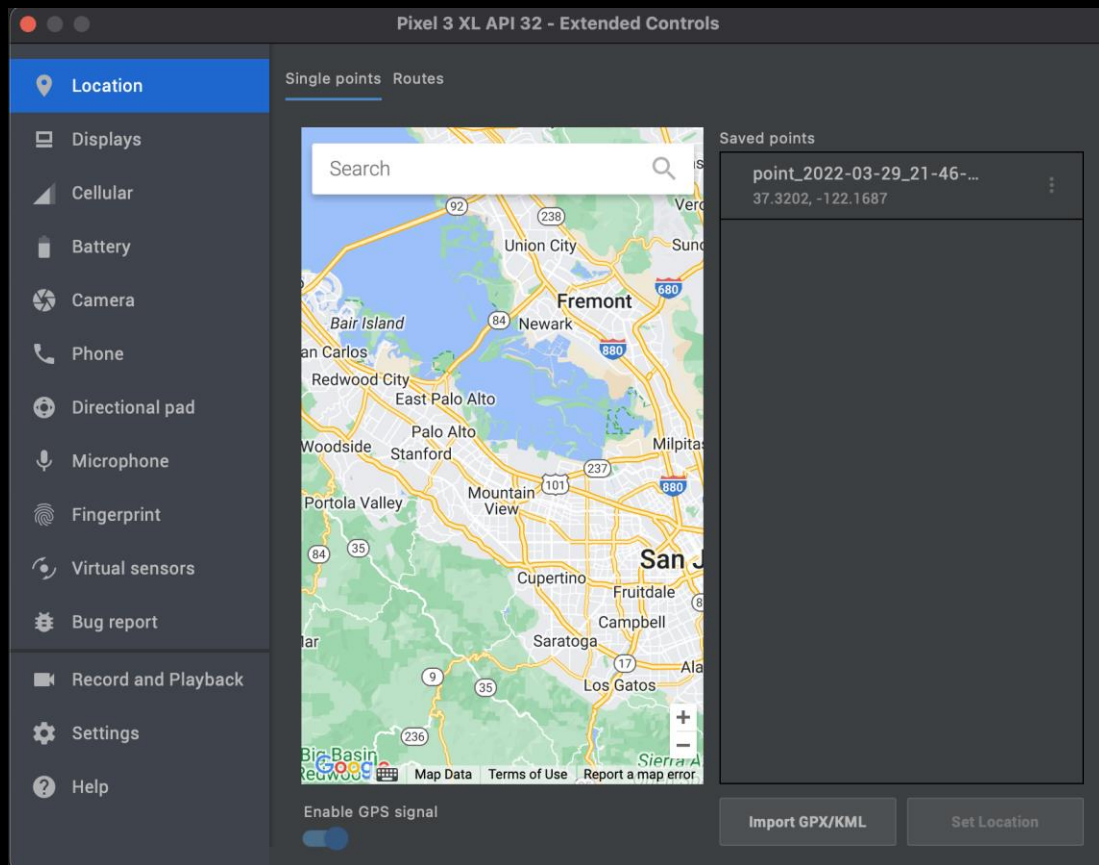 Pixel 3 XL API 32 - Extended Controls
Location
Displays
Cellular
Battery
Camera
Phone
Directional pad
Microphone
Fingerprint
Virtual sensors
Bug report
Record and Playback
Settings
Help
Single points Routes
Search
92
238
Union City
680
Fremont
84
Newark
Bair Island
880
Redwood City
East Palo Alto
Palo Alto
Woodside
Stanford
237
101
880
Mountain
View
Portola Valley
84
35
San J
Cupertino
Fruitdale
Campbell
Saratoga
17
9
35
Los Gatos
236
Big Basin
Google
Map Data Terms of Use Report a map error
Enable GPS signal
Saved points
point_2022-03-29_21-46-...
37.3202, -122.1687
Import GPX/KML
Set Location